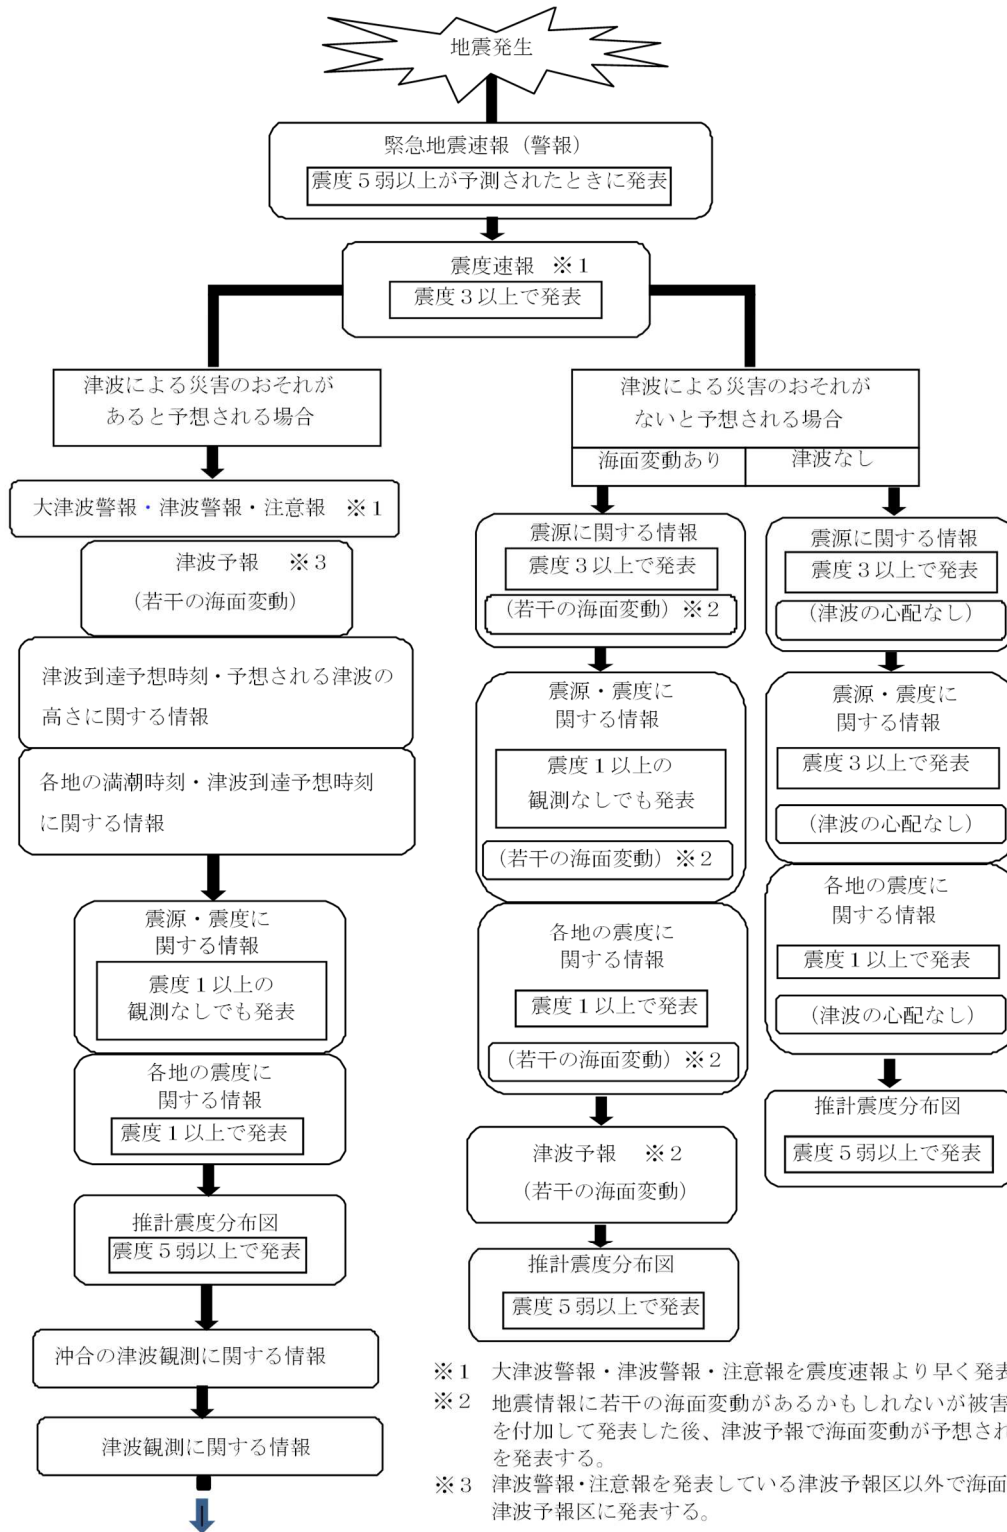 地震発生
緊急地震速報（警報）
震度５弱以上が予測されたときに発表
震度速報　※１
震度３以上で発表
津波による災害のおそれが
あると予想される場合
大津波警報・津波警報・注意報　※１
津波予報　※３
（若干の海面変動）
津波到達予想時刻・予想される津波の
高さに関する情報
各地の満潮時刻・津波到達予想時刻
に関する情報
震源・震度に
関する情報
震度１以上の
観測なしでも発表
各地の震度に
関する情報
震度１以上で発表
推計震度分布図
震度５弱以上で発表
沖合の津波観測に関する情報
津波観測に関する情報
津波による災害のおそれが
ないと予想される場合
海面変動あり
震源に関する情報
震度３以上で発表
（若干の海面変動）※２
震源・震度に
関する情報
震度１以上の
観測なしでも発表
（若干の海面変動）※２
各地の震度に
関する情報
震度１以上で発表
（若干の海面変動）※２
津波予報　※２
（若干の海面変動）
推計震度分布図
震度５弱以上で発表
津波なし
震源に関する情報
震度３以上で発表
（津波の心配なし）
震源・震度に
関する情報
震度３以上で発表
（津波の心配なし）
各地の震度に
関する情報
震度１以上で発表
（津波の心配なし）
推計震度分布図
震度５弱以上で発表
※１　大津波警報・津波警報・注意報を震度速報より早く発表
※２　地震情報に若干の海面変動があるかもしれないが被害
を付加して発表した後、津波予報で海面変動が予想され
を発表する。
※３　津波警報・注意報を発表している津波予報区以外で海面
津波予報区に発表する。